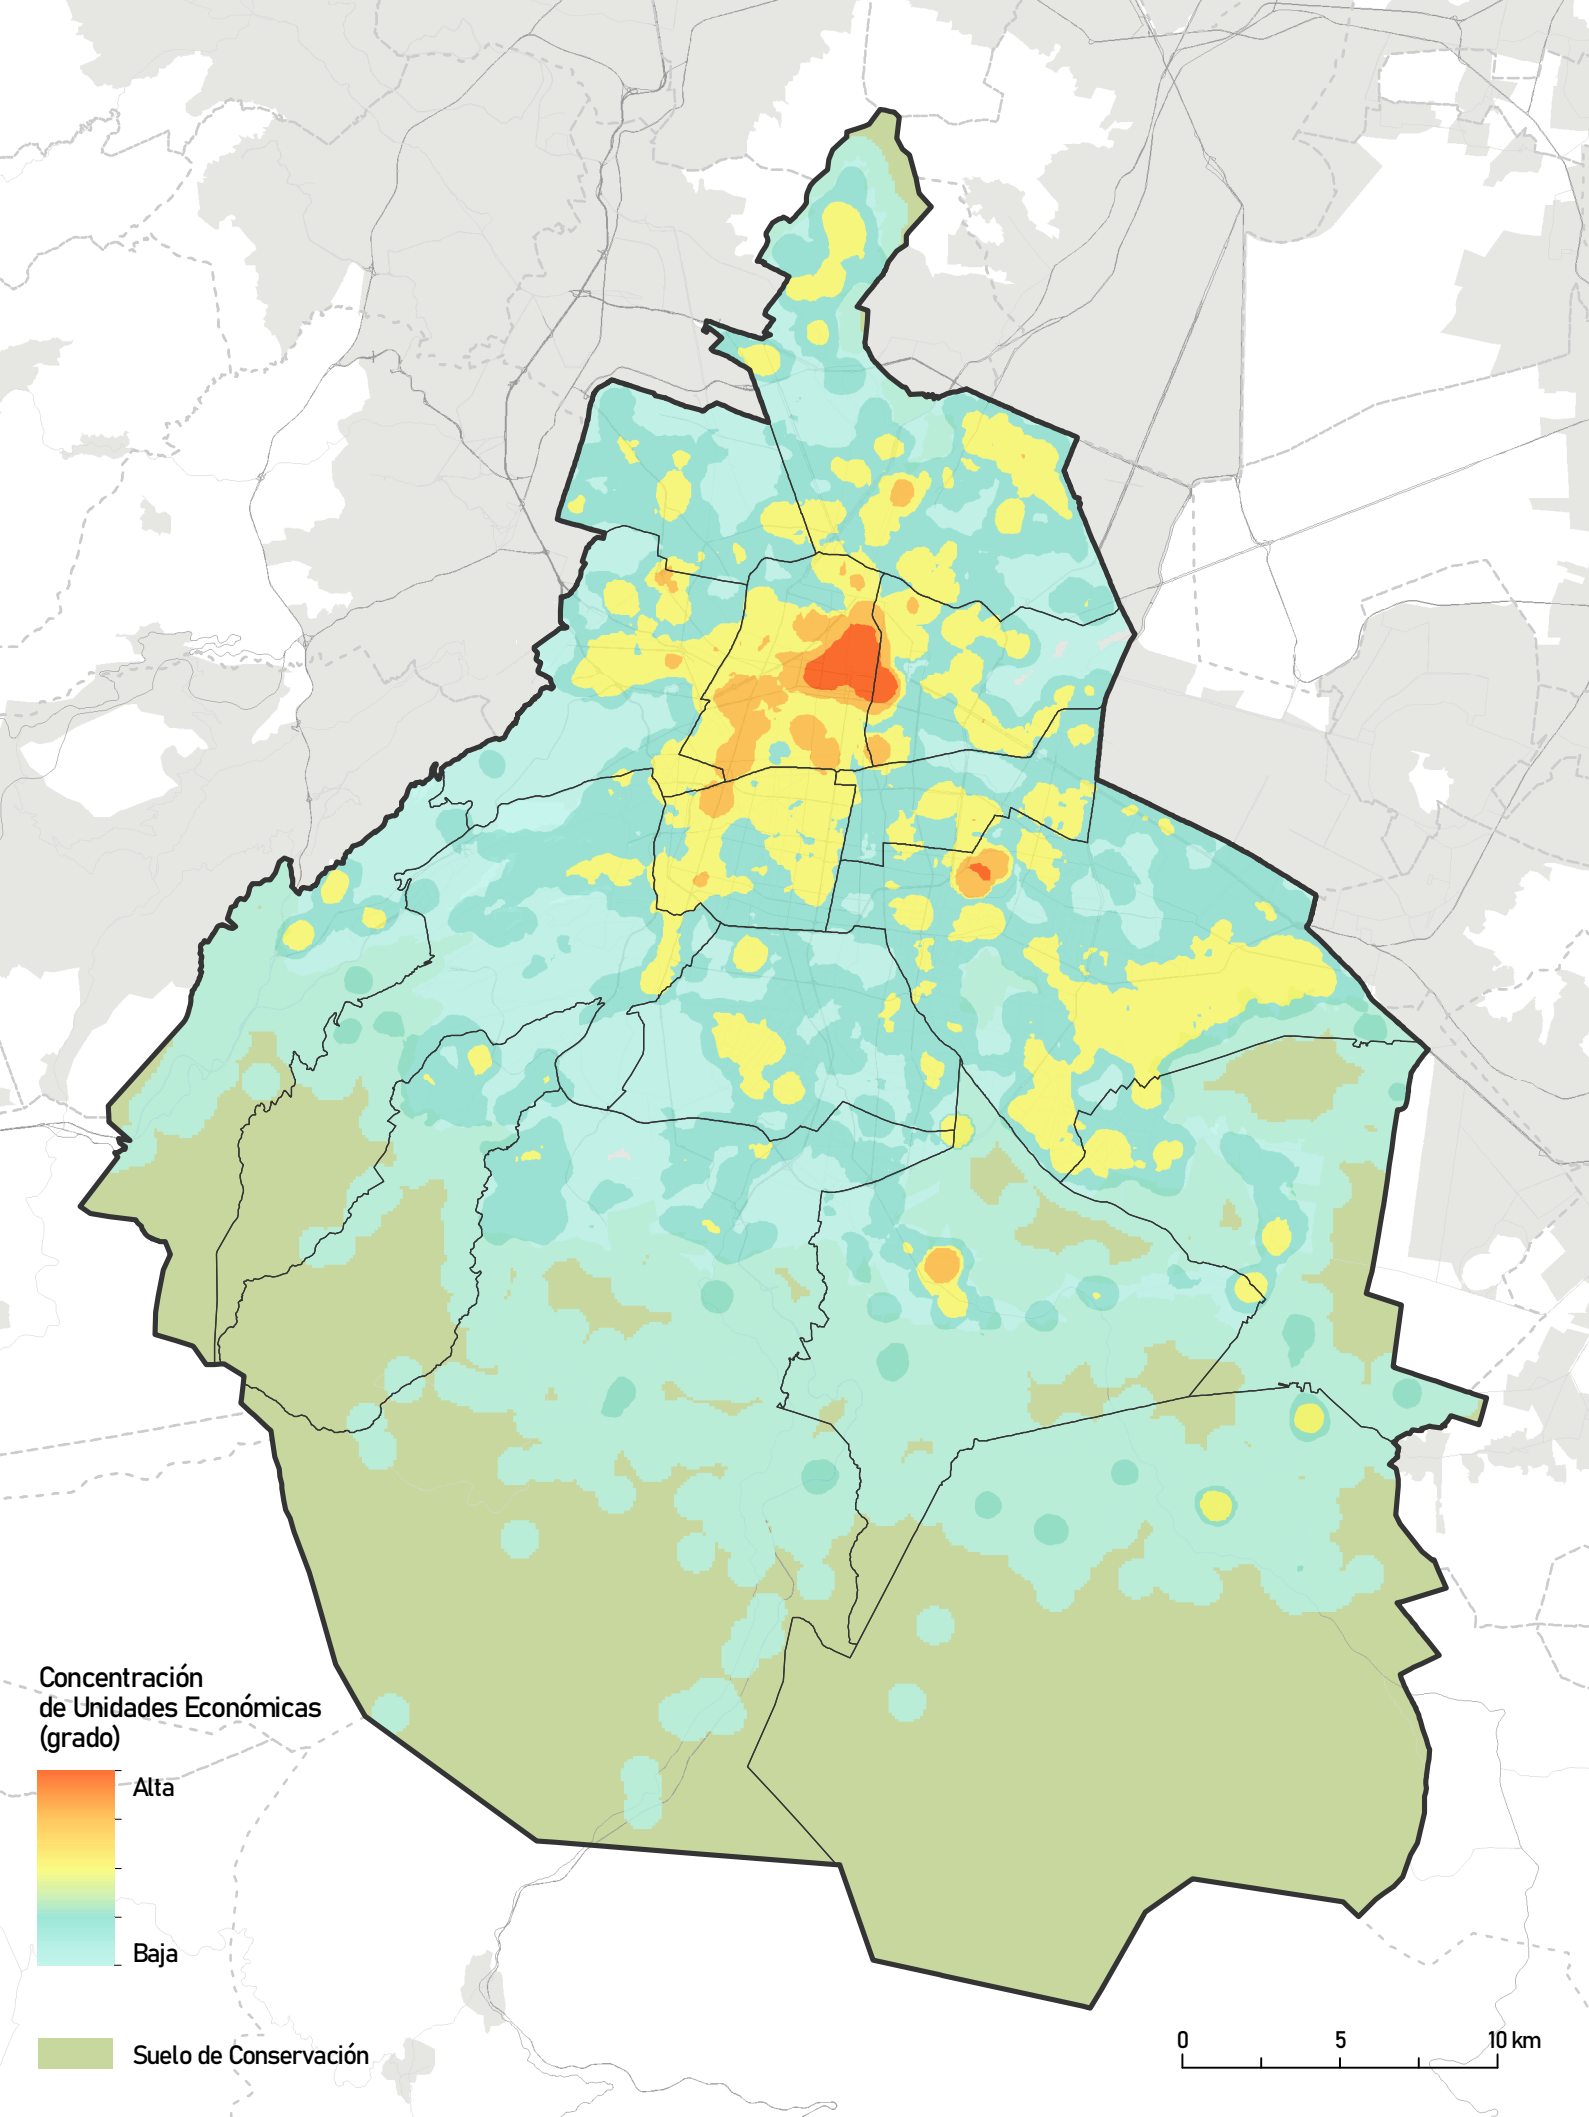 Concentración
de Unidades Económicas
(grado)
Alta
Baja
Suelo de Conservación
0 5 10 km